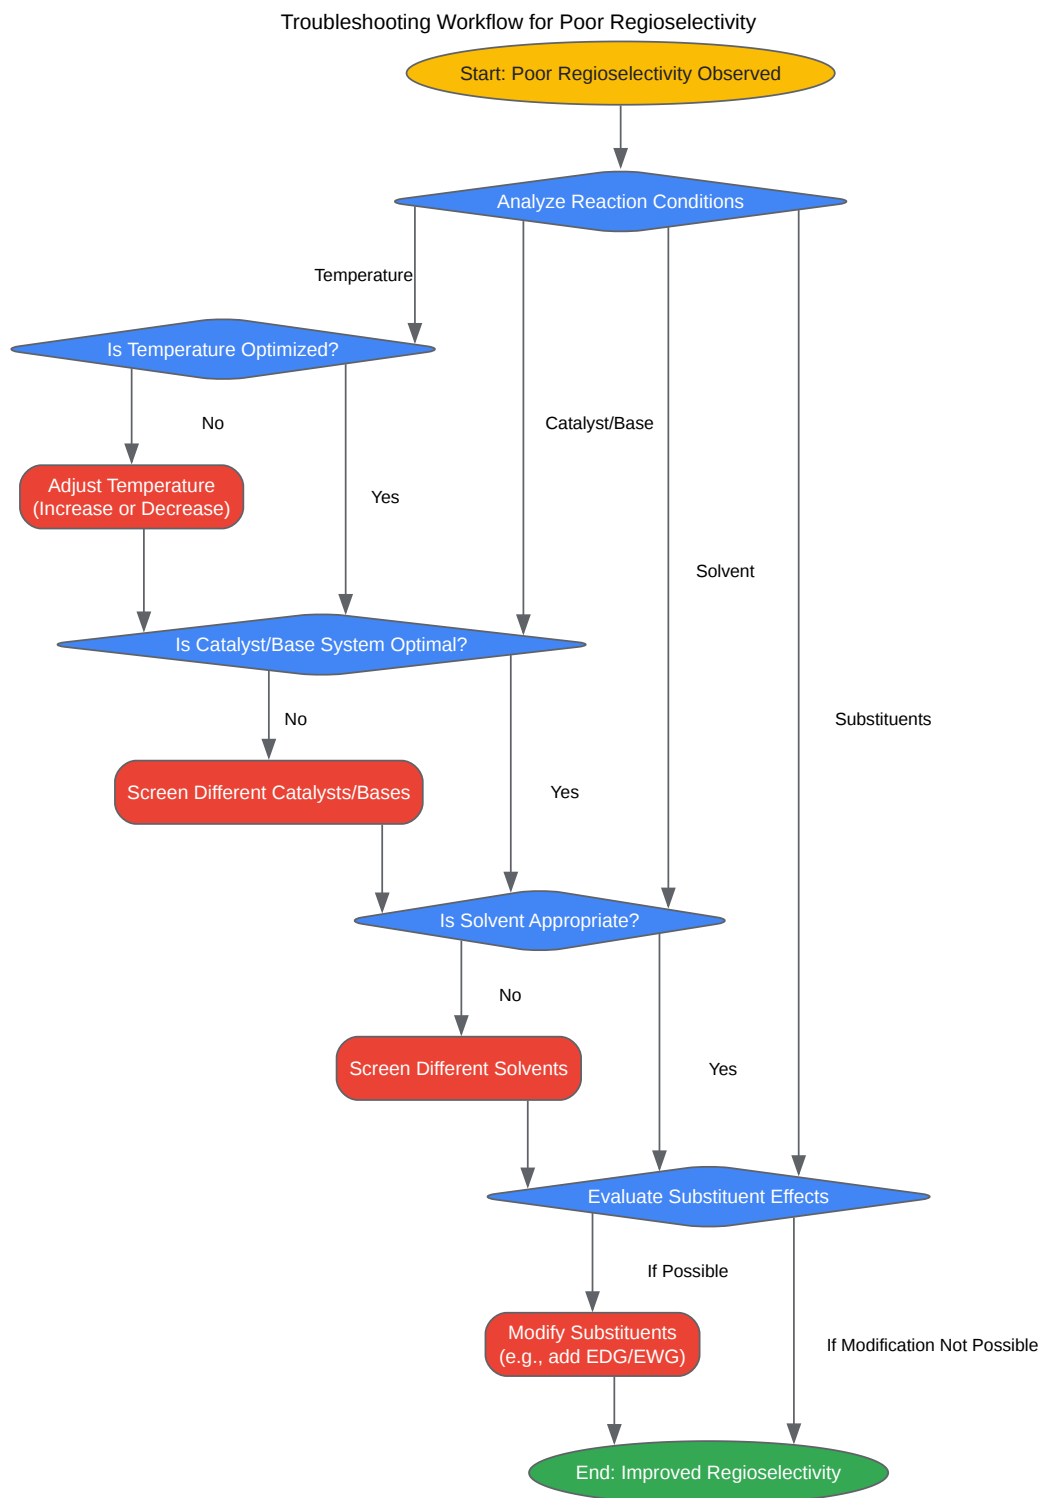 Troubleshooting Workflow for Poor Regioselectivity
Start: Poor Regioselectivity Observed
Analyze Reaction Conditions
Temperature
Is Temperature Optimized?
No
Catalyst/Base
Adjust Temperature
(Increase or Decrease)
Yes
Solvent
Is Catalyst/Base System Optimal?
No
Substituents
Screen Different Catalysts/Bases
Yes
Is Solvent Appropriate?
No
Screen Different Solvents
Yes
Evaluate Substituent Effects
If Possible
Modify Substituents
(e.g., add EDG/EWG)
If Modification Not Possible
End: Improved Regioselectivity